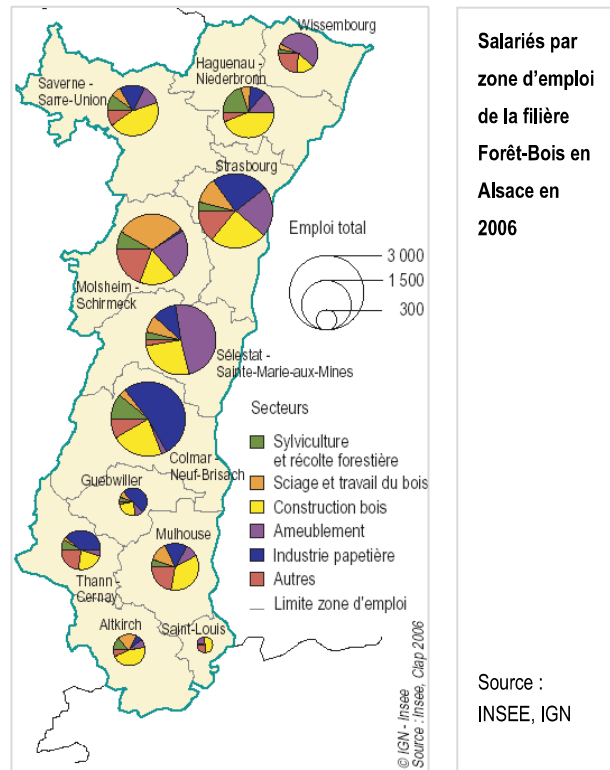 Wissembourg
Haguenau -
Niederbronn
Saverne -
Sarre-Union
Strasbourg
Emploi total
3 000
1 500
300
Molsheim -
Schirmeck
Sélestat -
Sainte-Marie-aux-Mines
Colmar -
Neuf-Brisach
Guebwiller
Mulhouse
Thann -
Cernay
Altkirch
Saint-Louis
Secteurs
Sylviculture
et récolte forestière
Sciage et travail du bois
Construction bois
Ameublement
Industrie papetière
Autres
Limite zone d'emploi
© IGN - Insee
Source : Insee, Clap 2006
Salariés par
zone d’emploi
de la filière
Forêt-Bois en
Alsace en
2006
Source :
INSEE, IGN